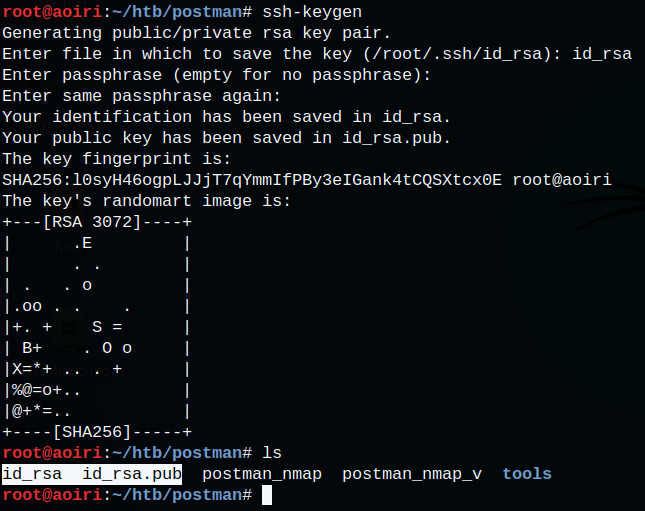 root@aoiri:~/htb/postman# ssh-keygen
Generating public/private rsa key pair.
Enter file in which to save the key (/root/.ssh/id_rsa): id_rsa
Enter passphrase (empty for no passphrase):
Enter same passphrase again:
Your identification has been saved in id_rsa.
Your public key has been saved in id_rsa.pub.
The key fingerprint is:
SHA256:l0syH46ogpLJJjT7qYmmIfPBy3eIGank4tCQSXtcx0E root@aoiri
The key's randomart image is:
+---[RSA 3072]----+
|      .E         |
|      . .        |
| .   . o         |
|.oo . .    .     |
|+. +    S =      |
| B+  . . O o     |
|X=*+ .. . +      |
|%@=o+..          |
|@+*=..           |
+----[SHA256]-----+
root@aoiri:~/htb/postman# ls
id_rsa  id_rsa.pub  postman_nmap  postman_nmap_v  tools
root@aoiri:~/htb/postman#